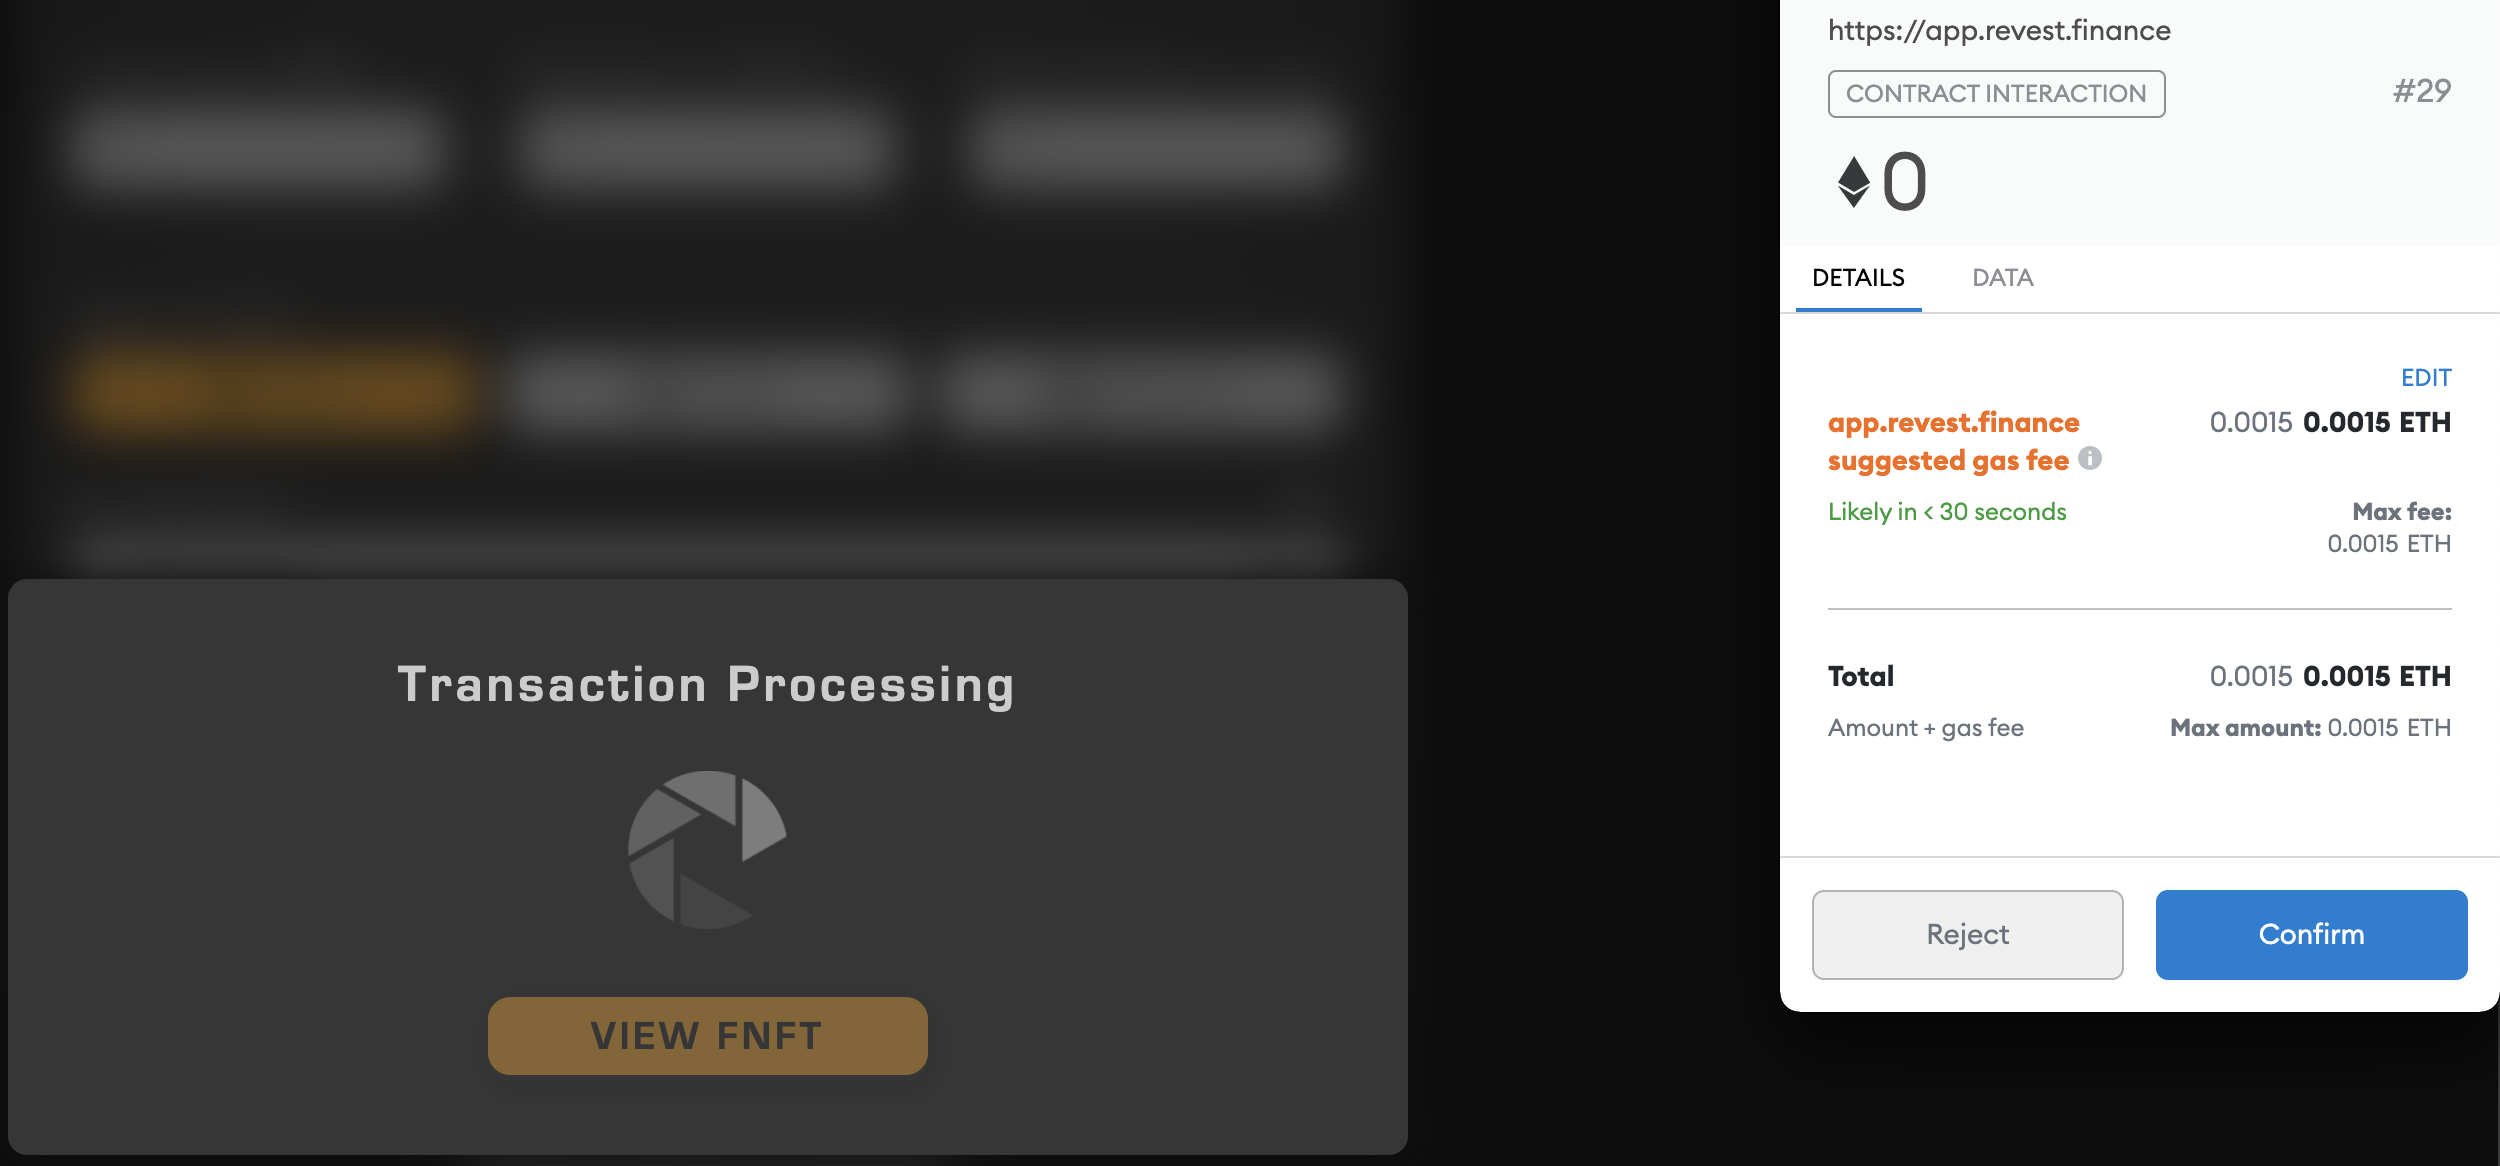 Transaction Processing
VIEW FNFT
https://app.revest.finance
CONTRACT INTERACTION
#29
0
DETAILS DATA
EDIT
app.revest.finance 0.0015 0.0015 ETH
suggested gas fee
Likely in < 30 seconds Max fee:
0.0015 ETH
Total 0.0015 0.0015 ETH
Amount + gas fee Max amount: 0.0015 ETH
Reject Confirm